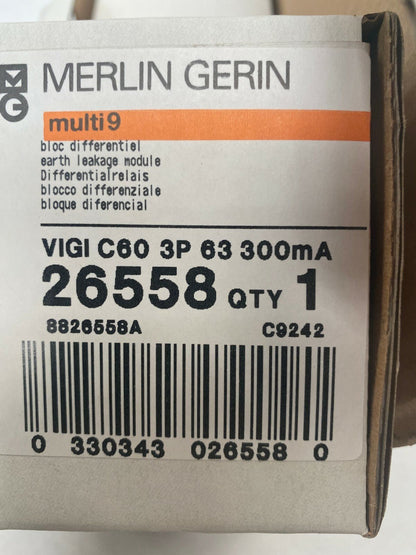 MG
MERLIN GERIN
multi9
bloc differentiel
earth leakage module
Differentialrelais
blocco differenziale
bloque diferencial
VIGI C60 3P 63 300mA
26558 QTY 1
8826558A C9242
0 330343 026558 0